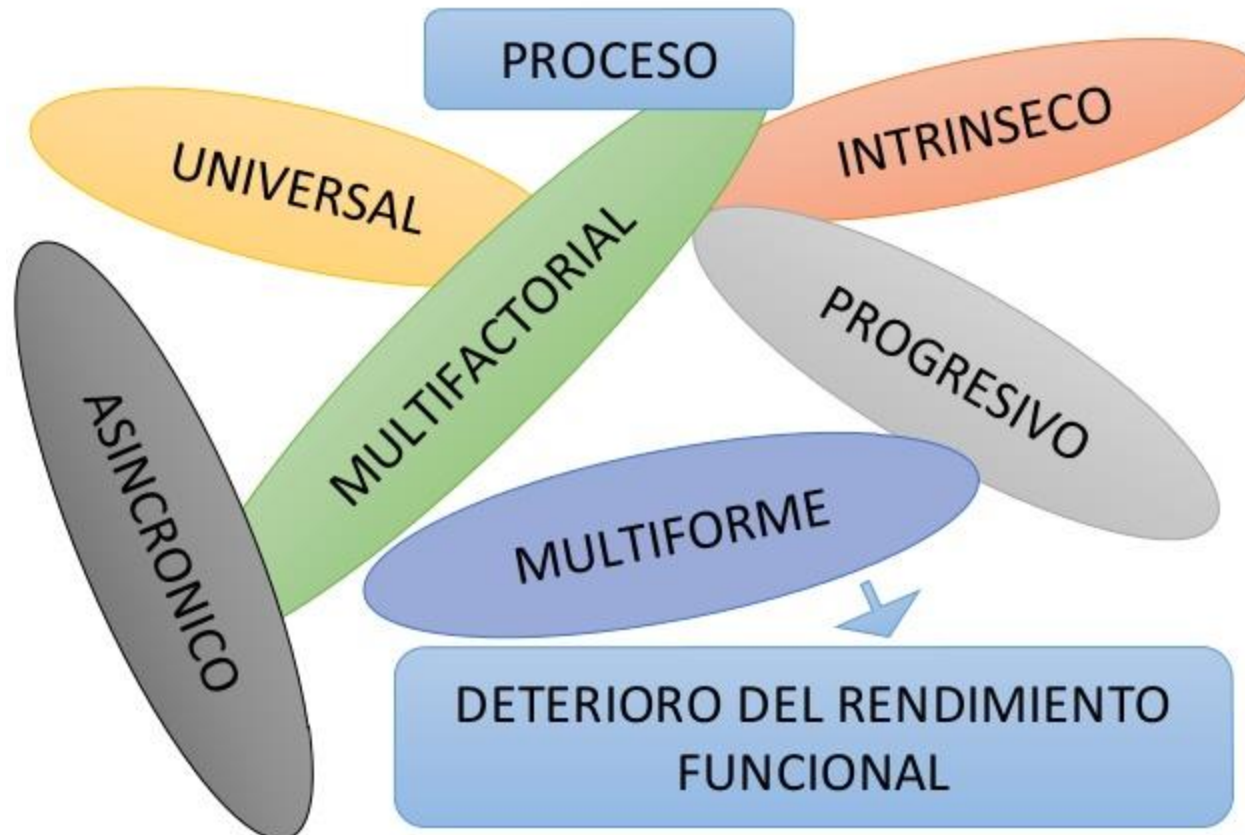 PROCESO
UNIVERSAL
INTRINSECO
MULTIFACTORIAL
PROGRESIVO
ASINCRONICO
MULTIFORME
DETERIORO DEL RENDIMIENTO
FUNCIONAL